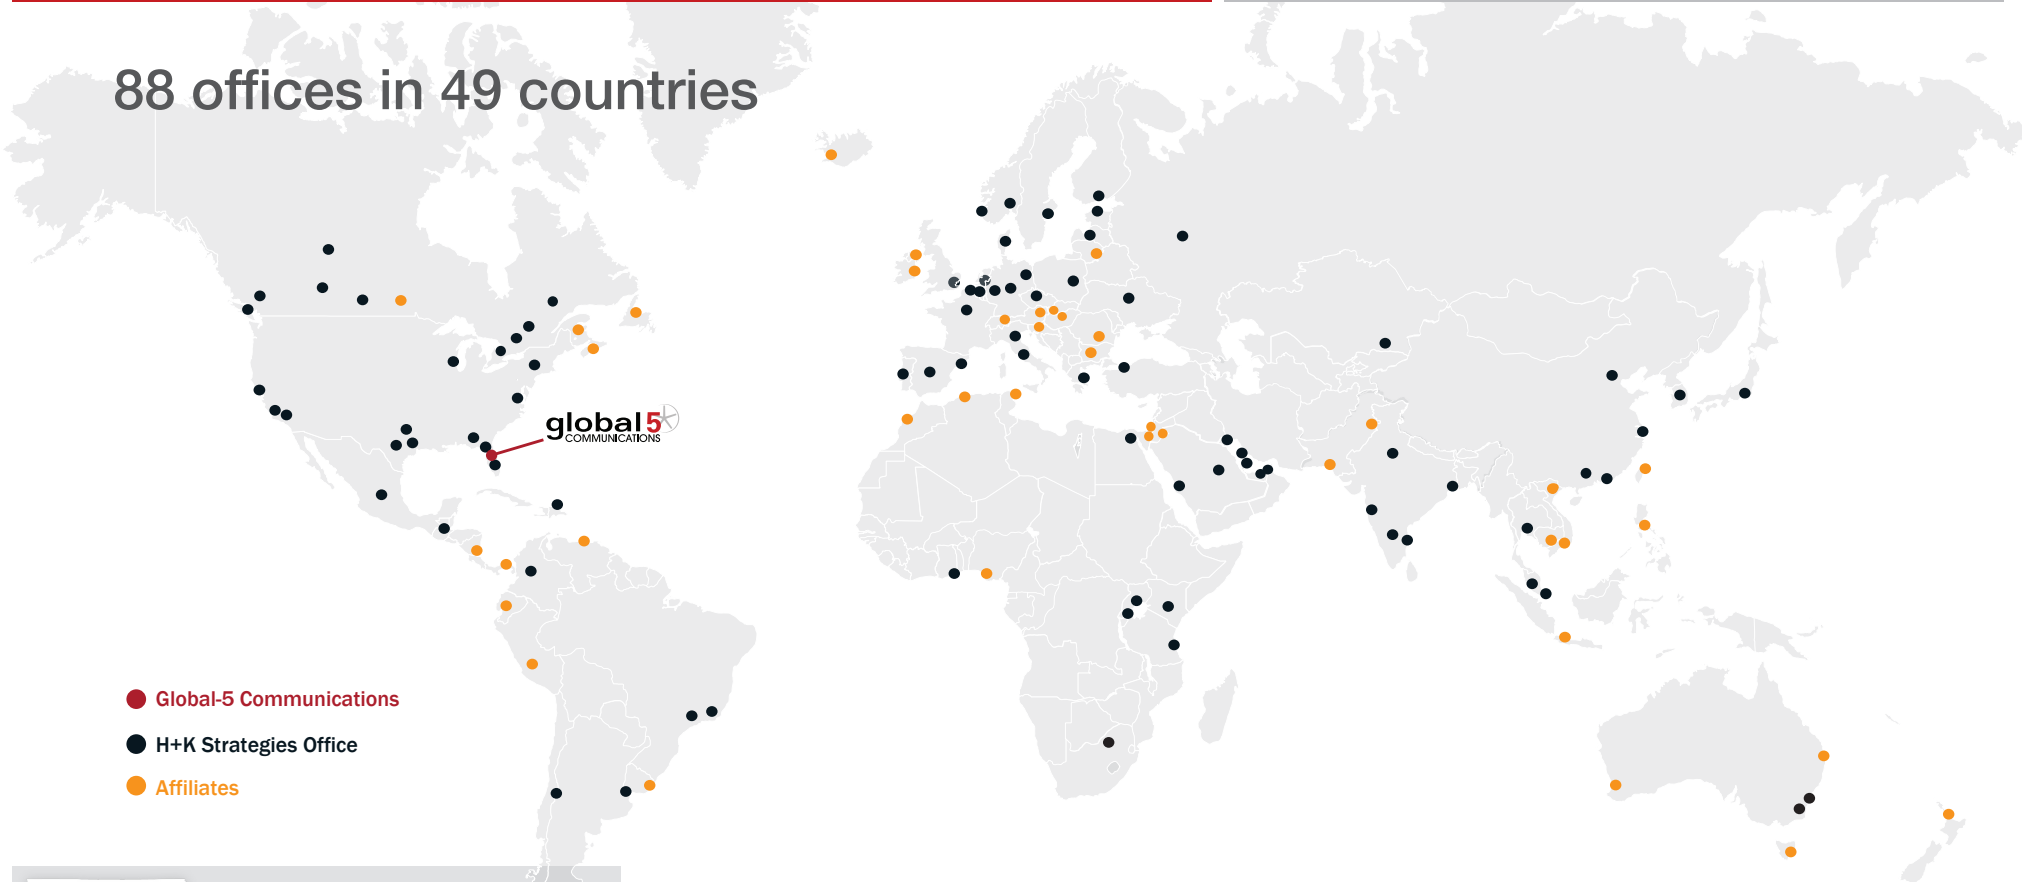 88 offices in 49 countries
global5
COMMUNICATIONS
Global-5 Communications
H+K Strategies Office
Affiliates